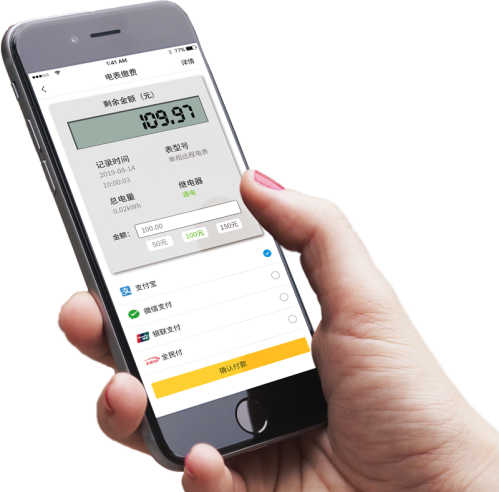 1:41 AM 77%
电表缴费 详情
剩余金额（元）
109.97
记录时间 表型号
2019-08-14 单相远程电表
10:00:03
总电量 继电器
0.02kWh 通电
金额： 100.00
50元 100元 150元
支付宝
微信支付
银联支付
全民付
确认付款